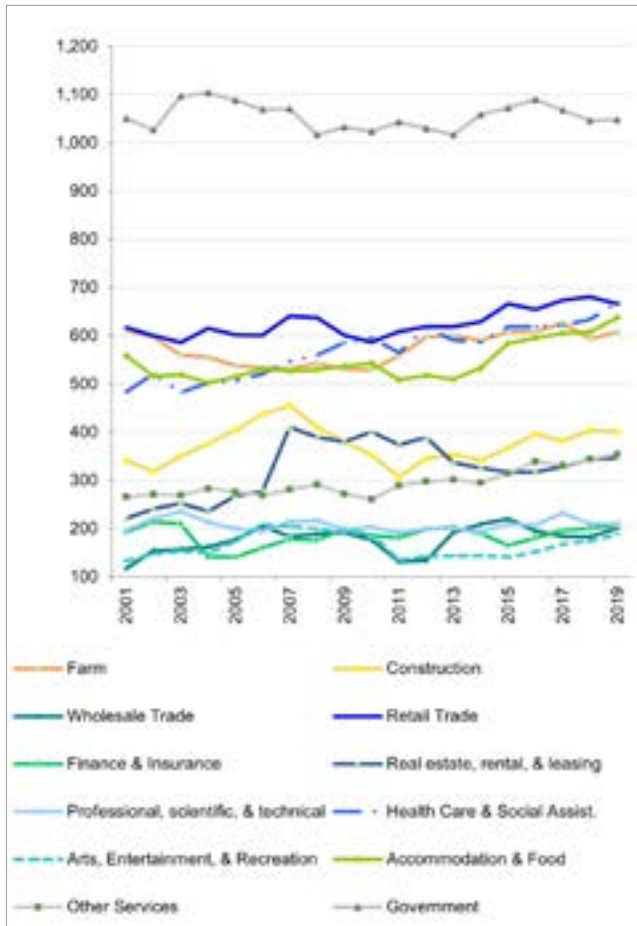 1,200
1,100
1,000
900
800
700
600
500
400
300
200
100
2001 2003 2005 2007 2009 2011 2013 2015 2017 2019
Farm Construction
Wholesale Trade Retail Trade
Finance & Insurance Real estate, rental, & leasing
Professional, scientific, & technical Health Care & Social Assist.
Arts, Entertainment, & Recreation Accommodation & Food
Other Services Government